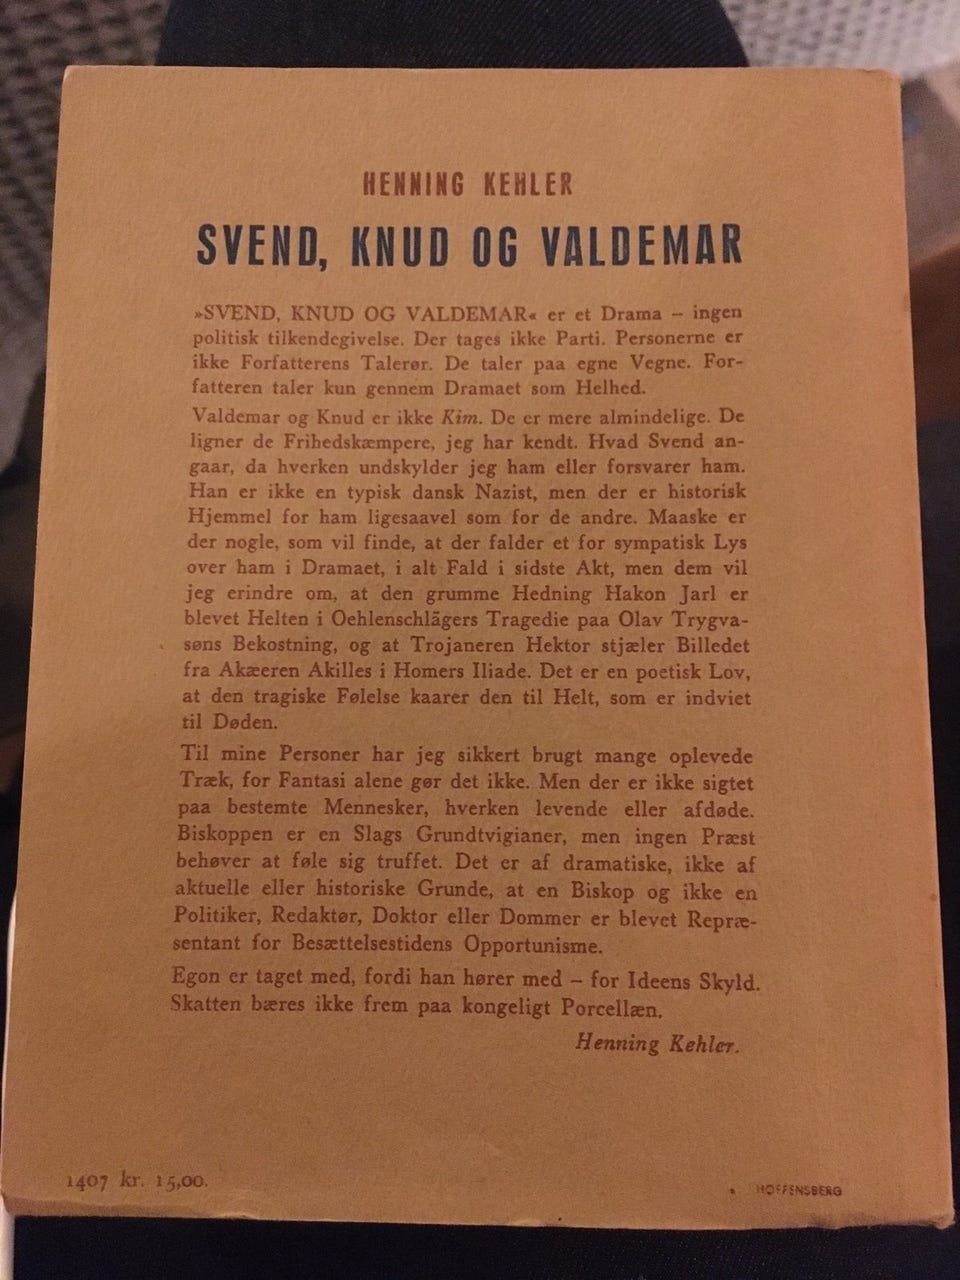 HENNING KEHLER
SVEND, KNUD OG VALDEMAR
»SVEND, KNUD OG VALDEMAR« er et Drama – ingen
politisk tilkendegivelse. Der tages ikke Parti. Personerne er
ikke Forfatterens Talerør. De taler paa egne Vegne. For-
fatteren taler kun gennem Dramaet som Helhed.
Valdemar og Knud er ikke Kim. De er mere almindelige. De
ligner de Frihedskæmpere, jeg har kendt. Hvad Svend an-
gaar, da hverken undskylder jeg ham eller forsvarer ham.
Han er ikke en typisk dansk Nazist, men der er historisk
Hjemmel for ham ligesaavel som for de andre. Maaske er
der nogle, som vil finde, at der falder et for sympatisk Lys
over ham i Dramaet, i alt Fald i sidste Akt, men dem vil
jeg erindre om, at den grumme Hedning Hakon Jarl er
blevet Helten i Oehlenschlägers Tragedie paa Olav Trygva-
søns Bekostning, og at Trojaneren Hektor stjæler Billedet
fra Akæeren Akilles i Homers Iliade. Det er en poetisk Lov,
at den tragiske Følelse kaarer den til Helt, som er indviet
til Døden.
Til mine Personer har jeg sikkert brugt mange oplevede
Træk, for Fantasi alene gør det ikke. Men der er ikke sigtet
paa bestemte Mennesker, hverken levende eller afdøde.
Biskoppen er en Slags Grundtvigianer, men ingen Præst
behøver at føle sig truffet. Det er af dramatiske, ikke af
aktuelle eller historiske Grunde, at en Biskop og ikke en
Politiker, Redaktør, Doktor eller Dommer er blevet Repræ-
sentant for Besættelsestidens Opportunisme.
Egon er taget med, fordi han hører med – for Ideens Skyld.
Skatten bæres ikke frem paa kongeligt Porcellæn.
Henning Kehler.
1407 kr. 15,00.
HOFFENSBERG